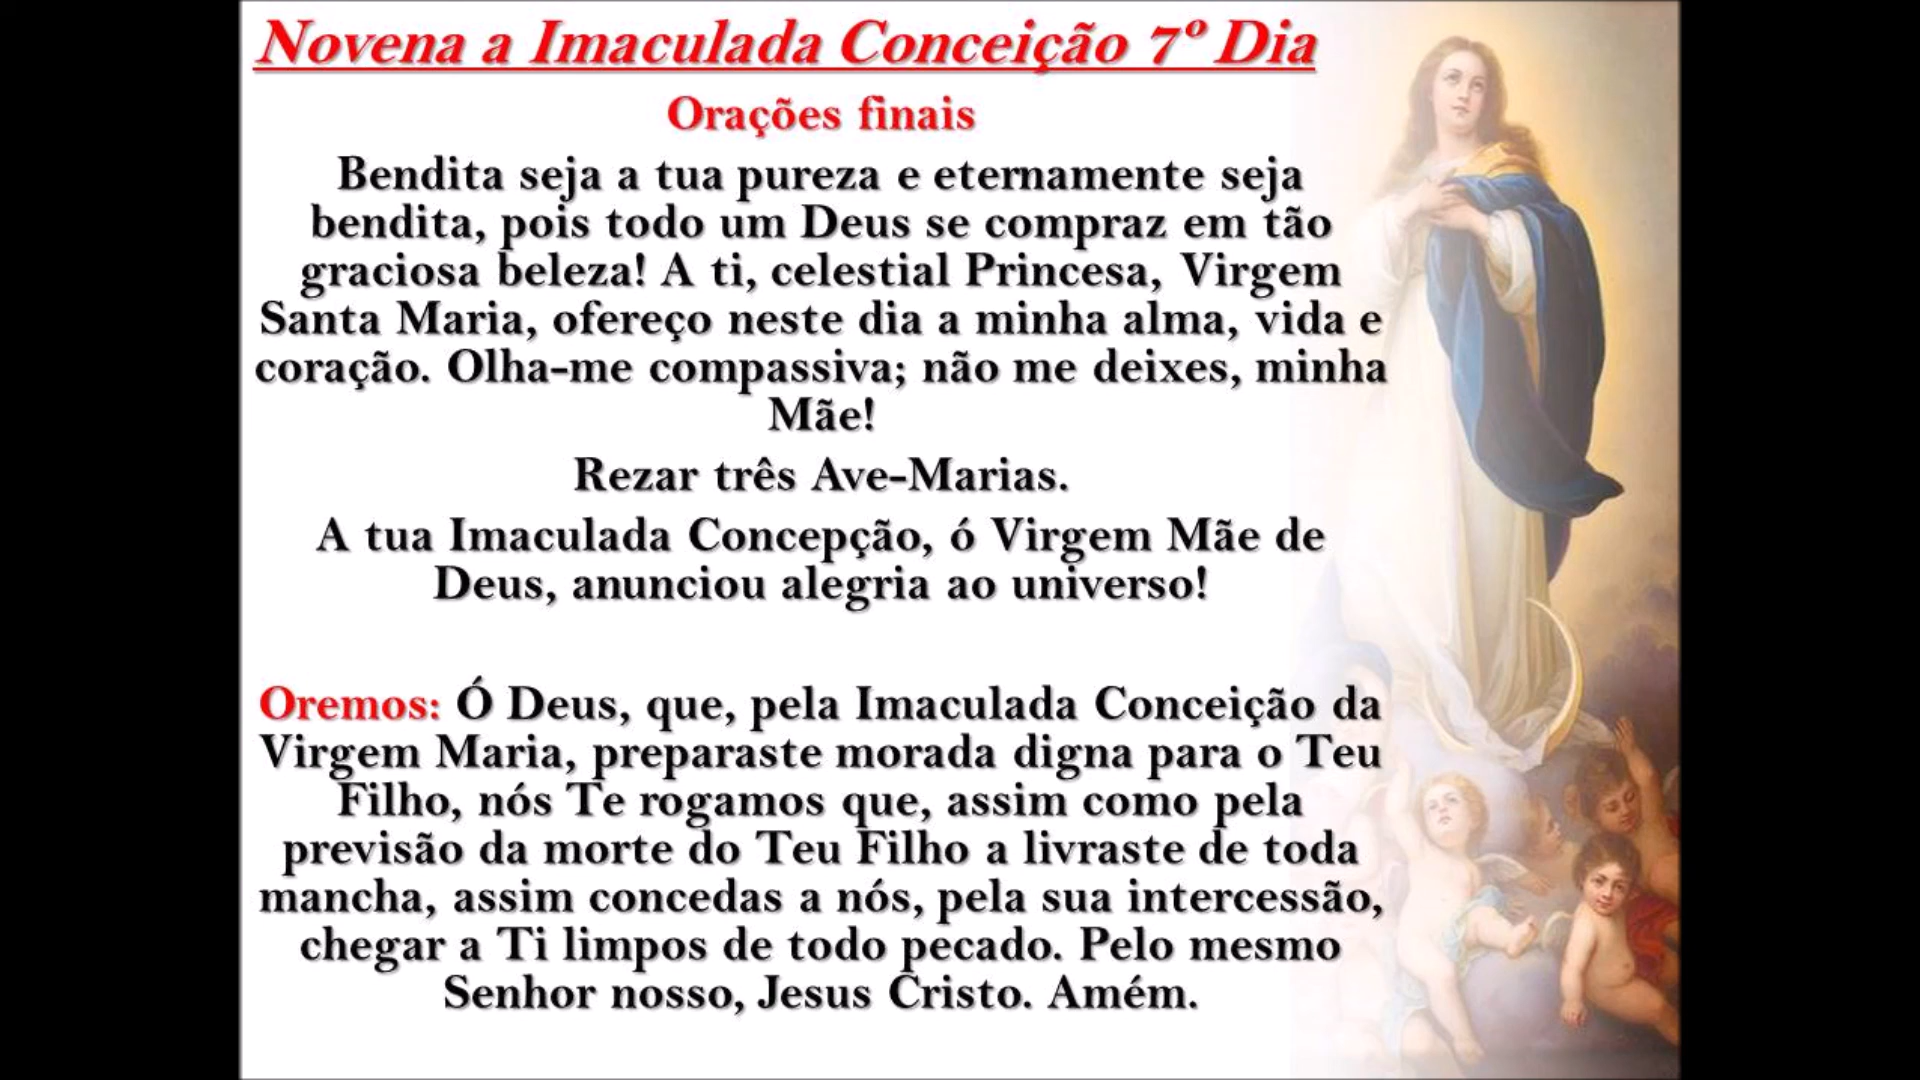 Novena a Imaculada Conceição 7º Dia
Orações finais
Bendita seja a tua pureza e eternamente seja
bendita, pois todo um Deus se compraz em tão
graciosa beleza! A ti, celestial Princesa, Virgem
Santa Maria, ofereço neste dia a minha alma, vida e
coração. Olha-me compassiva; não me deixes, minha
Mãe!
Rezar três Ave-Marias.
A tua Imaculada Concepção, ó Virgem Mãe de
Deus, anunciou alegria ao universo!
Oremos: Ó Deus, que, pela Imaculada Conceição da
Virgem Maria, preparaste morada digna para o Teu
Filho, nós Te rogamos que, assim como pela
previsão da morte do Teu Filho a livraste de toda
mancha, assim concedas a nós, pela sua intercessão,
chegar a Ti limpos de todo pecado. Pelo mesmo
Senhor nosso, Jesus Cristo. Amém.